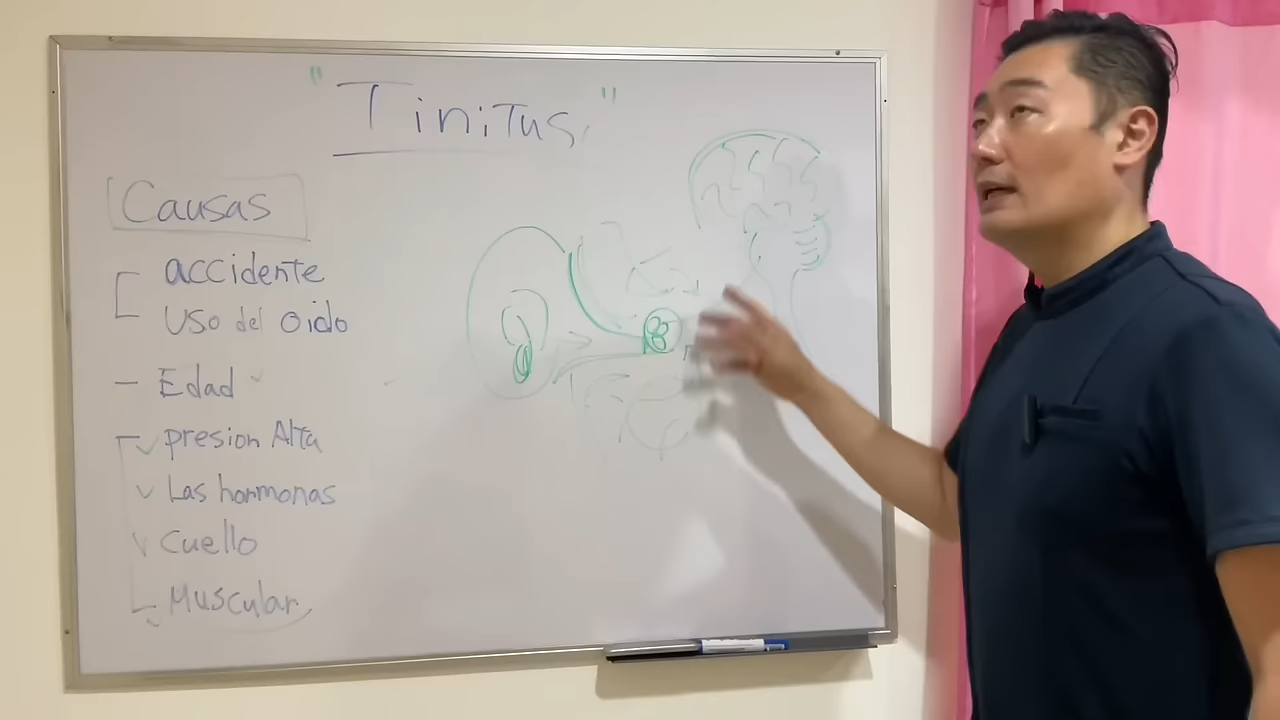 "Tinitus"
Causas
accidente
Uso del oido
Edad
presion Alta
Las hormonas
cuello
Muscular